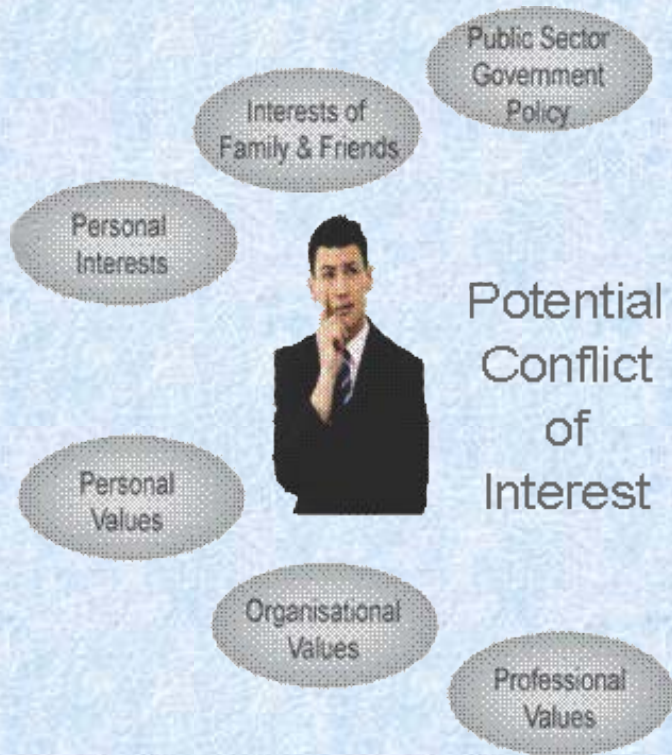 Public Sector
Government
Policy
Interests of
Family & Friends
Personal
Interests
Potential
Conflict
of
Interest
Personal
Values
Organisational
Values
Professional
Values